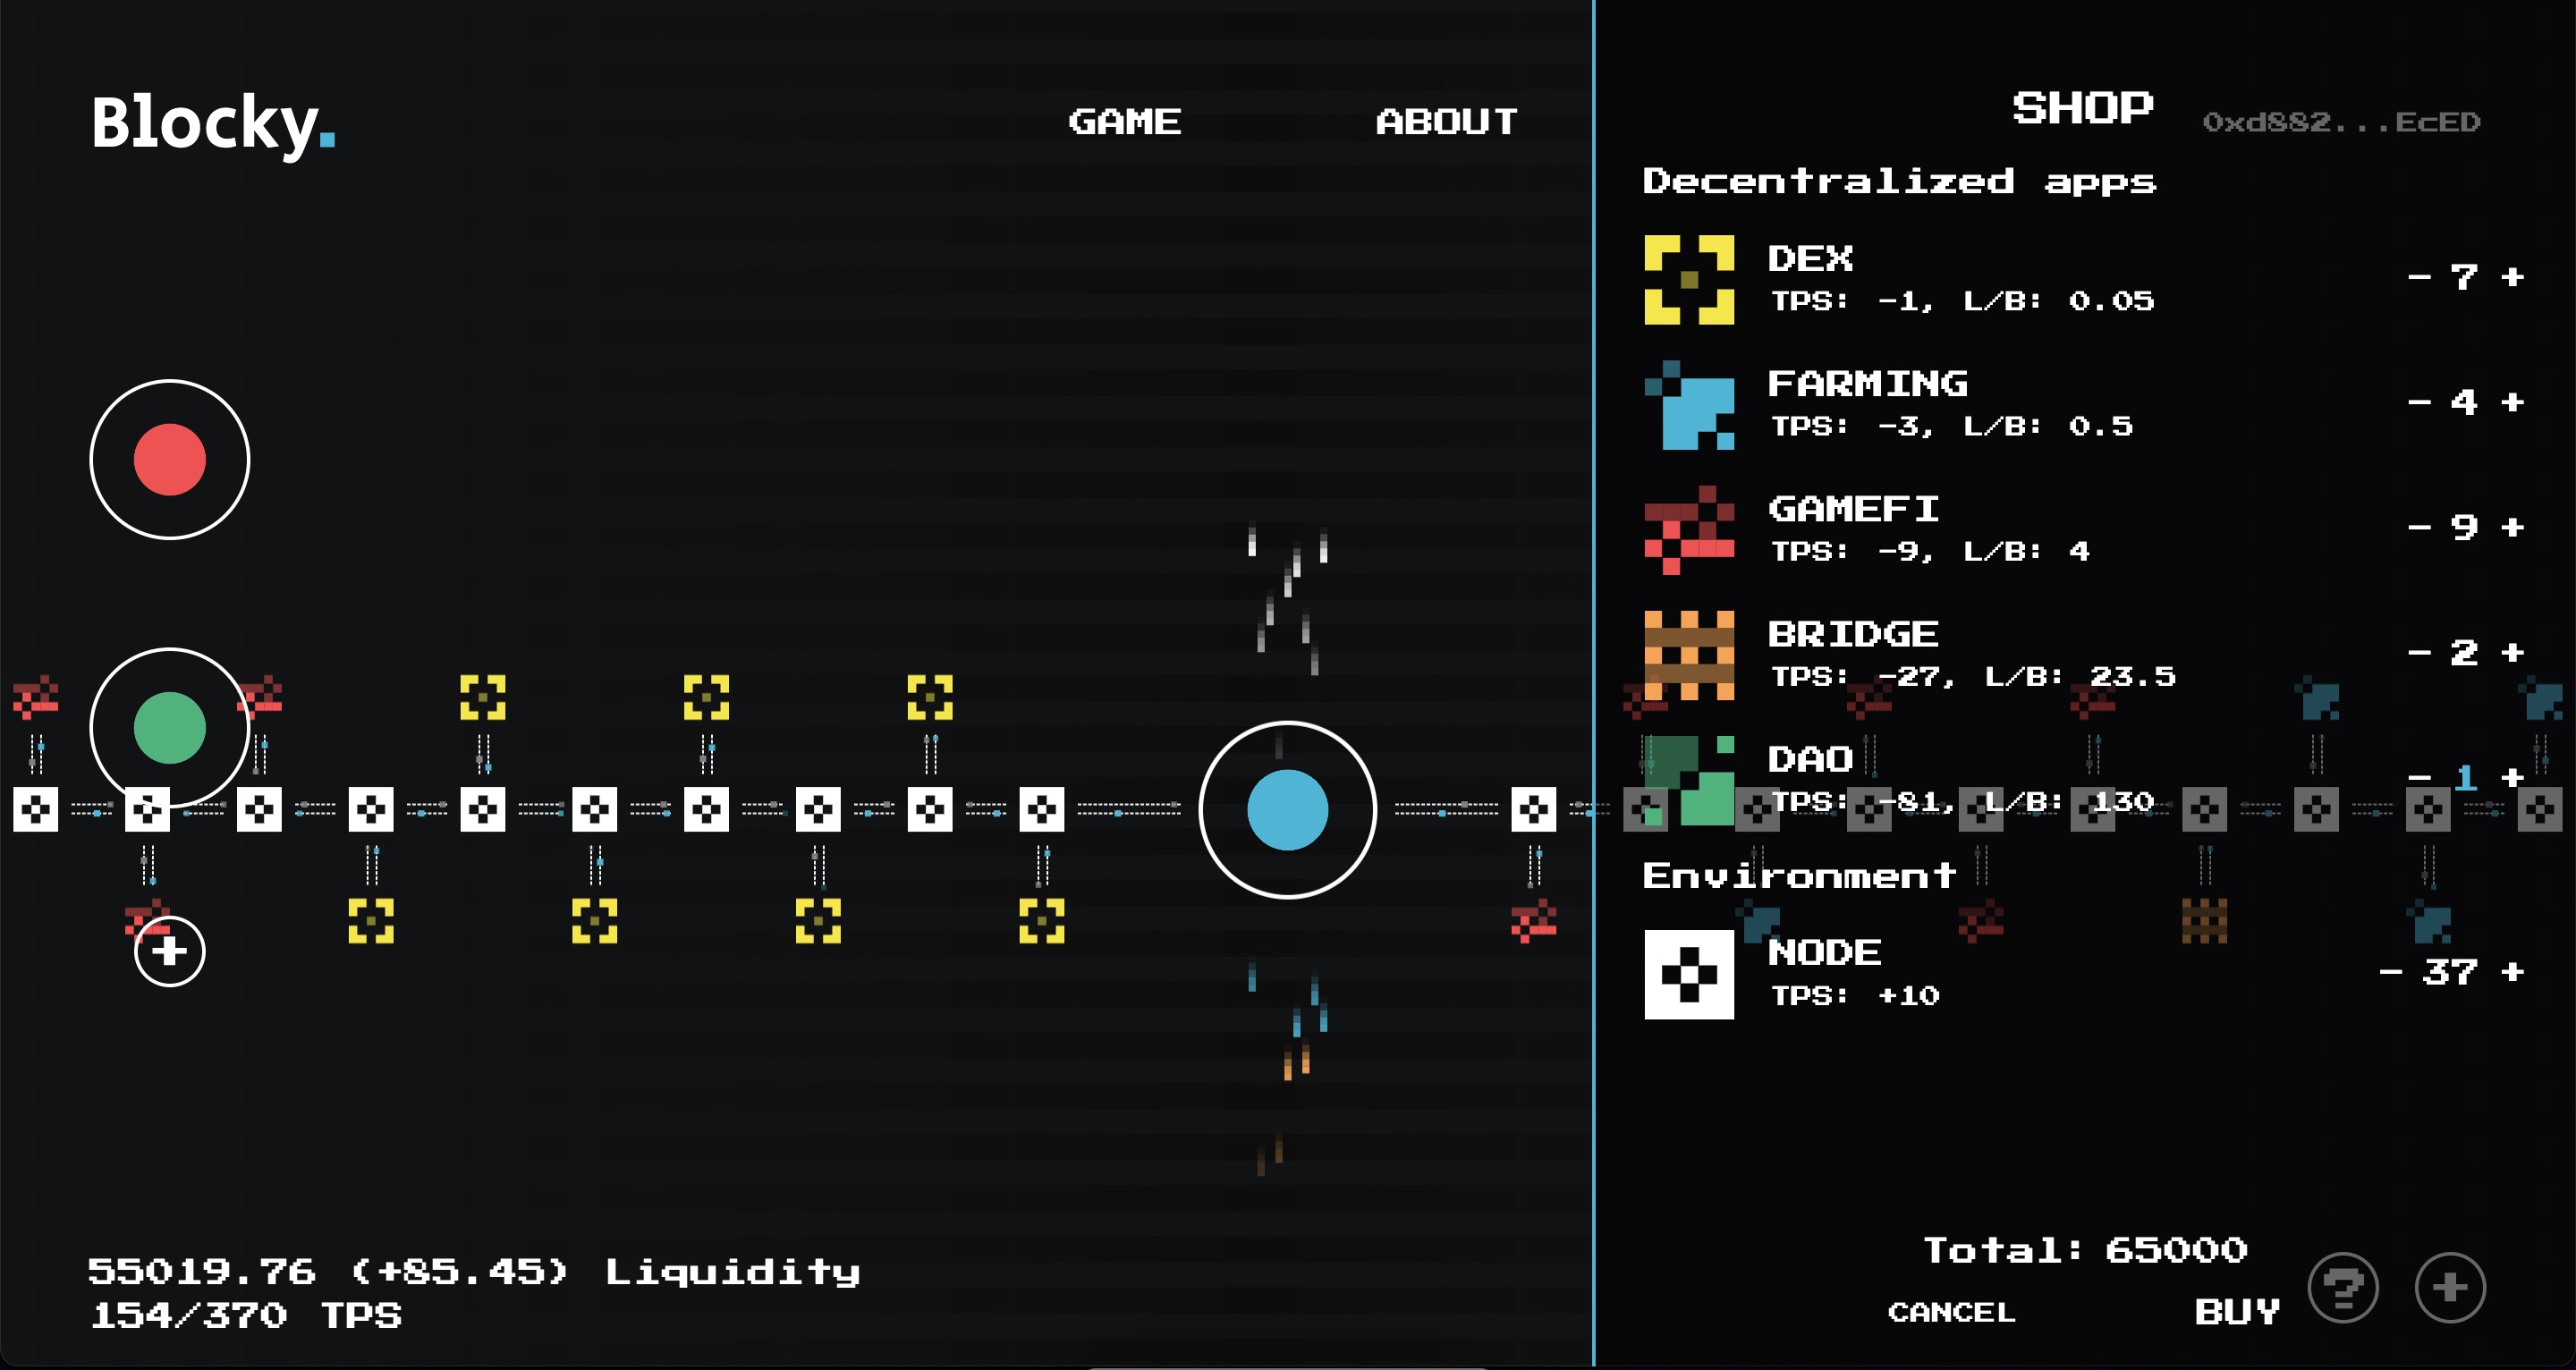 Blocky.
GAME ABOUT
SHOP 0xd882...EcED
Decentralized apps
DEX
TPS: -1, L/B: 0.05
- 7 +
FARMING
TPS: -3, L/B: 0.5
- 4 +
GAMEFI
TPS: -9, L/B: 4
- 9 +
BRIDGE
TPS: -27, L/B: 23.5
- 2 +
DAO
TPS: -81, L/B: 130
- 1 +
Environment
NODE
TPS: +10
- 37 +
+
55019.76 (+85.45) Liquidity
154/370 TPS
Total: 65000
CANCEL BUY
? +